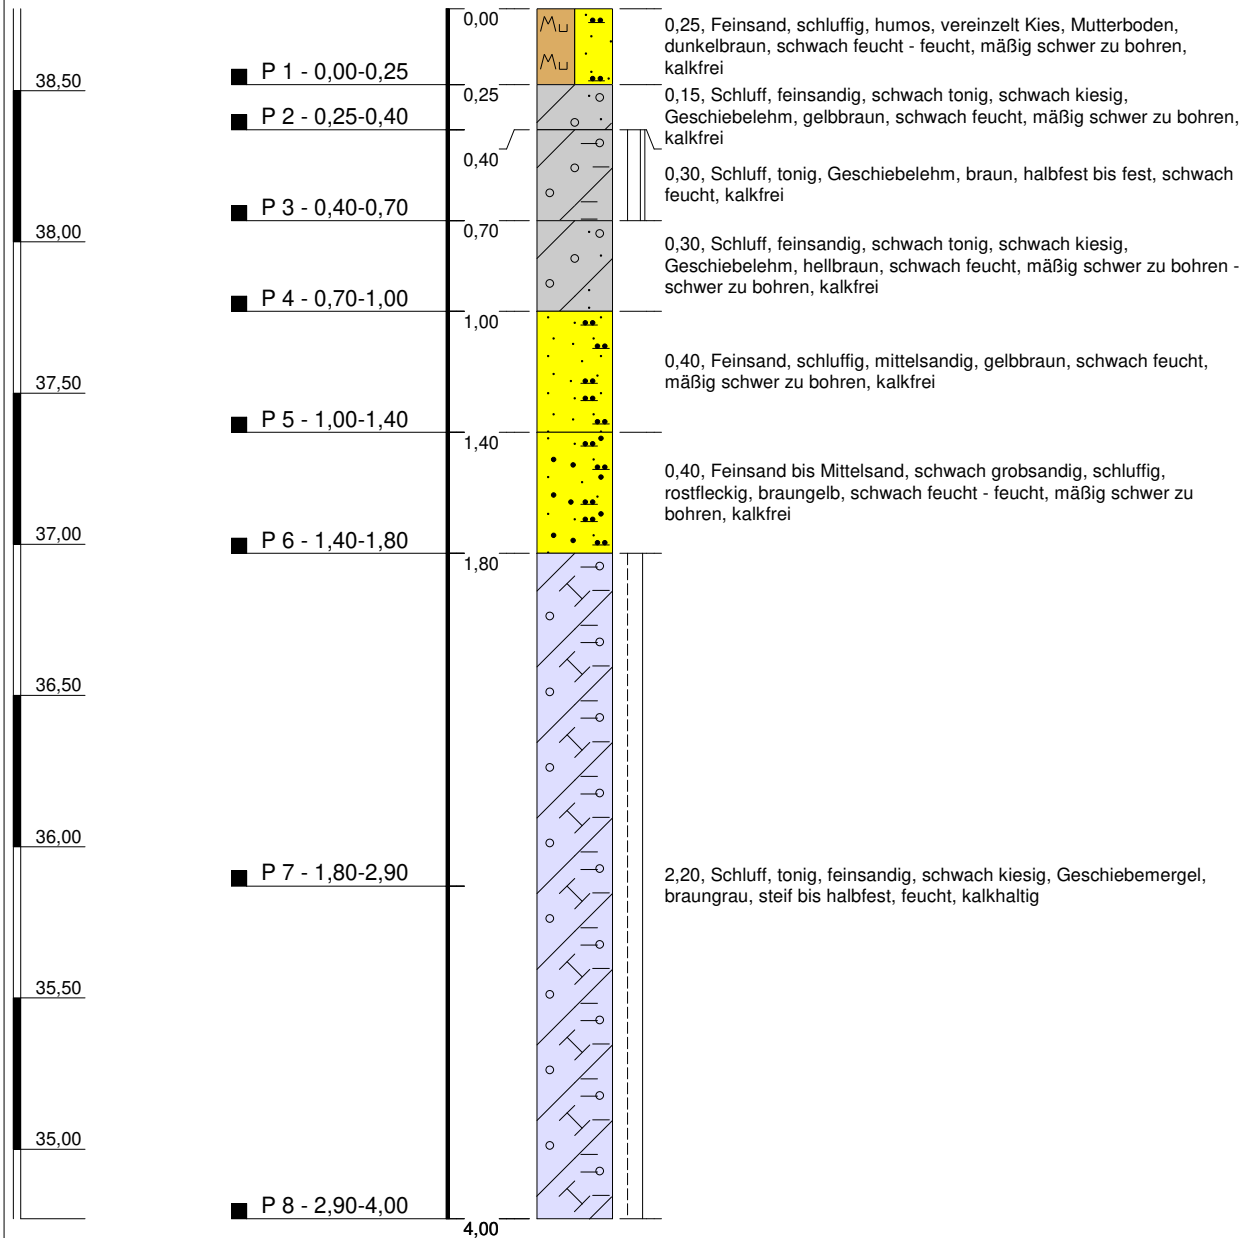 0,00
0,25, Feinsand, schluffig, humos, vereinzelt Kies, Mutterboden,
dunkelbraun, schwach feucht - feucht, mäßig schwer zu bohren,
kalkfrei
Mu
Mu
38,50
P 1 - 0,00-0,25
0,25
0,15, Schluff, feinsandig, schwach tonig, schwach kiesig,
Geschiebelehm, gelbbraun, schwach feucht, mäßig schwer zu bohren,
kalkfrei
P 2 - 0,25-0,40
0,40
0,30, Schluff, tonig, Geschiebelehm, braun, halbfest bis fest, schwach
feucht, kalkfrei
P 3 - 0,40-0,70
38,00
0,70
0,30, Schluff, feinsandig, schwach tonig, schwach kiesig,
Geschiebelehm, hellbraun, schwach feucht, mäßig schwer zu bohren -
schwer zu bohren, kalkfrei
P 4 - 0,70-1,00
1,00
0,40, Feinsand, schluffig, mittelsandig, gelbbraun, schwach feucht,
mäßig schwer zu bohren, kalkfrei
37,50
P 5 - 1,00-1,40
1,40
0,40, Feinsand bis Mittelsand, schwach grobsandig, schluffig,
rostfleckig, braungelb, schwach feucht - feucht, mäßig schwer zu
bohren, kalkfrei
37,00
P 6 - 1,40-1,80
1,80
36,50
36,00
P 7 - 1,80-2,90
2,20, Schluff, tonig, feinsandig, schwach kiesig, Geschiebemergel,
braungrau, steif bis halbfest, feucht, kalkhaltig
35,50
35,00
P 8 - 2,90-4,00
4,00